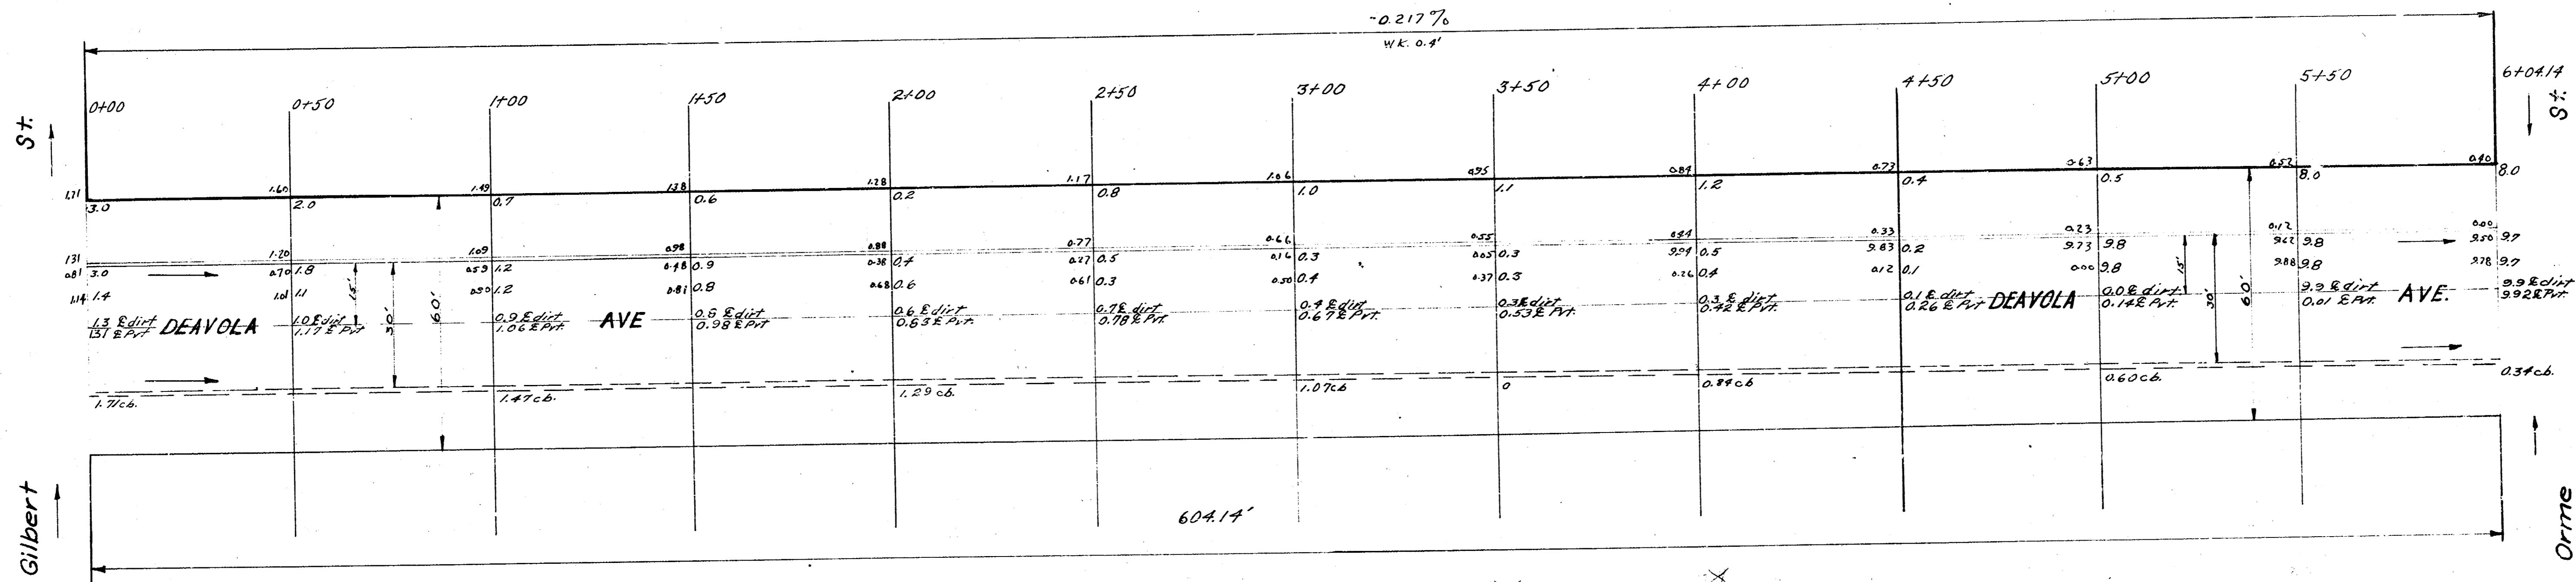 -0.217%
WK. 0.4'
0+00 0+50 1+00 1+50 2+00 2+50 3+00 3+50 4+00 4+50 5+00 5+50 6+04.14
St. St.
1.71 1.60 1.49 1.38 1.28 1.17 1.06 0.95 0.84 0.73 0.63 0.52 0.40
3.0 2.0 0.7 0.6 0.2 0.8 1.0 1.1 1.2 0.4 0.5 8.0 8.0
1.31 1.20 1.09 0.98 0.88 0.77 0.66 0.55 0.44 0.33 0.23 0.12 0.00
0.81 3.0 0.70 1.8 0.59 1.2 0.48 0.9 0.38 0.4 0.27 0.5 0.16 0.3 0.05 0.3 9.94 0.5 9.83 0.2 9.73 9.8 9.62 9.8 9.50 9.7
1.14 1.4 1.01 1.1 0.90 1.2 0.81 0.8 0.68 0.6 0.61 0.3 0.50 0.4 0.37 0.3 0.26 0.4 0.12 0.1 0.00 9.8 9.88 9.8 9.78 9.7
15' 30' 60' 15' 30' 60'
1.3 ℄ dirt 1.0 ℄ dirt 0.9 ℄ dirt 0.8 ℄ dirt 0.6 ℄ dirt 0.7 ℄ dirt 0.4 ℄ dirt 0.3 ℄ dirt 0.3 ℄ dirt 0.1 ℄ dirt 0.0 ℄ dirt 9.9 ℄ dirt 9.9 ℄ dirt
DEAVOLA AVE DEAVOLA AVE.
1.31 ℄ Pvt. 1.17 ℄ Pvt 1.06 ℄ Pvt. 0.98 ℄ Pvt 0.83 ℄ Pvt. 0.78 ℄ Pvt. 0.67 ℄ Pvt. 0.53 ℄ Pvt. 0.42 ℄ Pvt. 0.26 ℄ Pvt 0.14 ℄ Pvt. 0.01 ℄ Pvt. 9.92 ℄ Pvt.
1.71 cb. 1.47 cb. 1.29 cb. 1.07 cb 0 0.84 cb 0.60 cb. 0.34 cb.
604.14'
Gilbert Orme